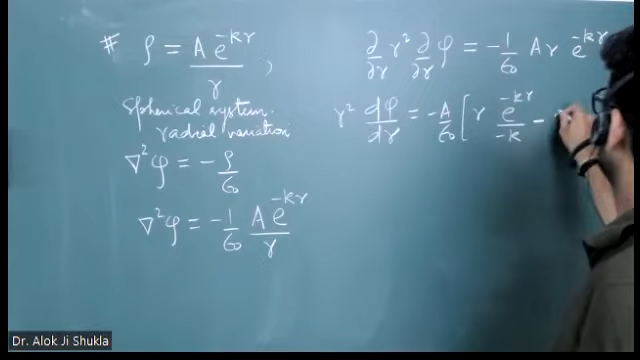 # ρ = A e^{-kr} / r ,
Spherical system.
radial variation
∇²φ = - ρ/ϵ₀
∇²φ = - 1/ϵ₀ A e^{-kr} / r
∂/∂r r² ∂/∂r φ = - 1/ϵ₀ A r e^{-kr}
r² dφ/dr = - A/ϵ₀ [ r e^{-kr}/-k -
Dr. Alok Ji Shukla